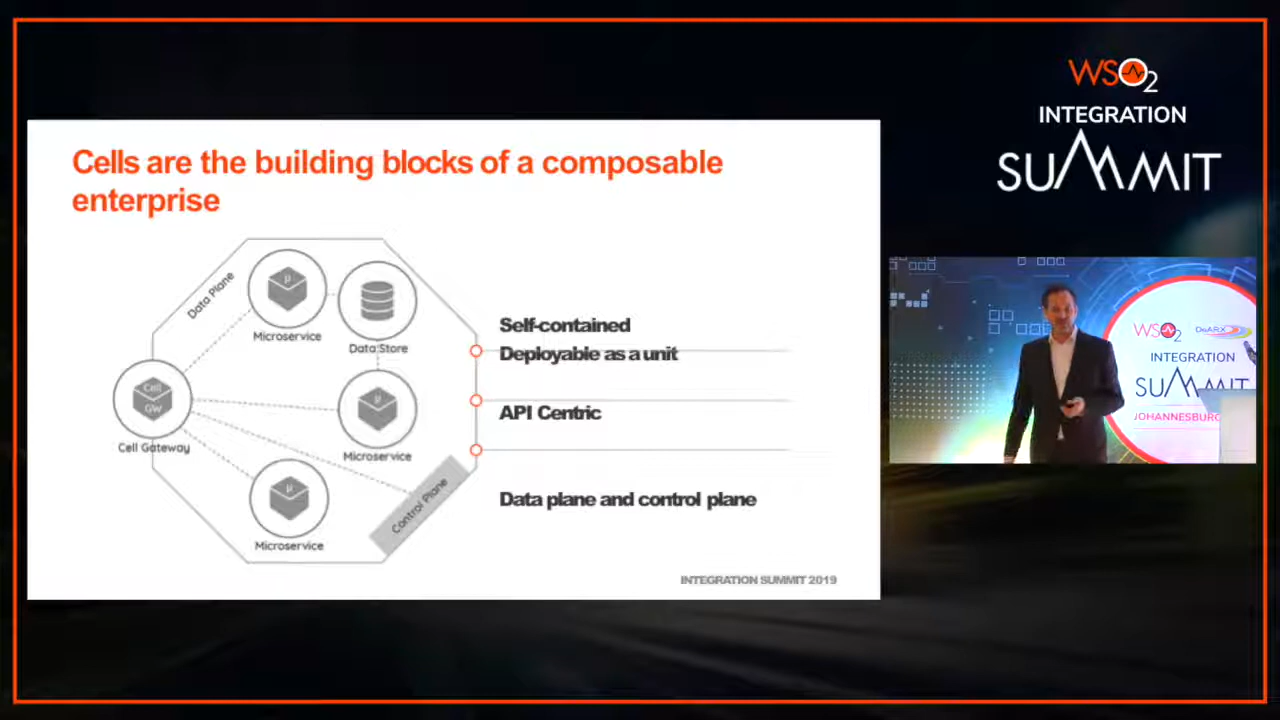 WSO2
INTEGRATION
SUMMIT
Cells are the building blocks of a composable
enterprise
Data Plane
μ
Microservice
Data Store
Cell
GW
Cell Gateway
μ
Microservice
μ
Microservice
Control Plane
Self-contained
Deployable as a unit
API Centric
Data plane and control plane
INTEGRATION SUMMIT 2019
WSO2
DeARX
INTEGRATION
SUMMIT
JOHANNESBURG